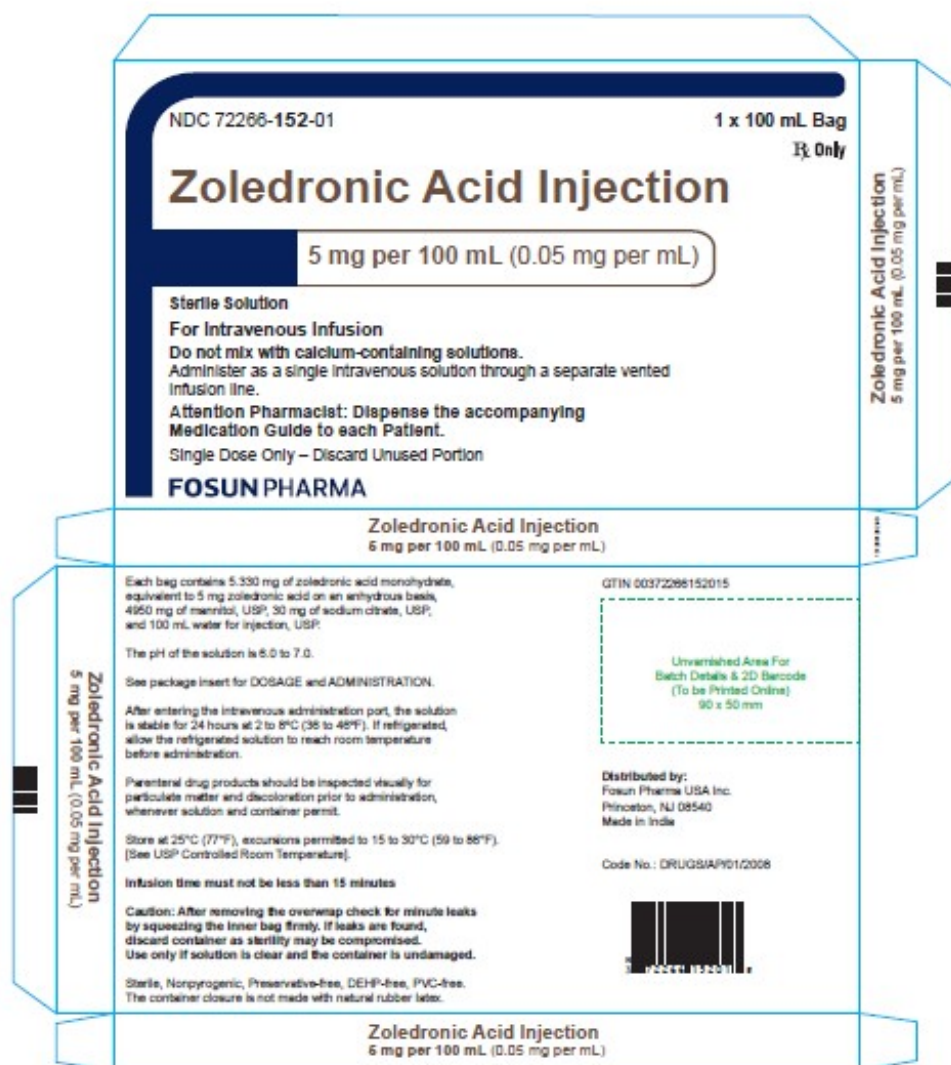 NDC 72266-152-01
1 x 100 mL Bag
Rx Only
Zoledronic Acid Injection
5 mg per 100 mL (0.05 mg per mL)
Sterile Solution
For Intravenous Infusion
Do not mix with calcium-containing solutions.
Administer as a single intravenous solution through a separate vented
infusion line.
Attention Pharmacist: Dispense the accompanying
Medication Guide to each Patient.
Single Dose Only – Discard Unused Portion
FOSUN PHARMA
Zoledronic Acid Injection
5 mg per 100 mL (0.05 mg per mL)
Zoledronic Acid Injection
5 mg per 100 mL (0.05 mg per mL)
Each bag contains 5.330 mg of zoledronic acid monohydrate,
equivalent to 5 mg zoledronic acid on an anhydrous basis,
4950 mg of mannitol, USP, 30 mg of sodium citrate, USP,
and 100 mL water for injection, USP.
The pH of the solution is 6.0 to 7.0.
See package insert for DOSAGE and ADMINISTRATION.
After entering the intravenous administration port, the solution
is stable for 24 hours at 2 to 8°C (36 to 46°F). If refrigerated,
allow the refrigerated solution to reach room temperature
before administration.
Parenteral drug products should be inspected visually for
particulate matter and discoloration prior to administration,
whenever solution and container permit.
Store at 25°C (77°F), excursions permitted to 15 to 30°C (59 to 86°F).
[See USP Controlled Room Temperature].
Infusion time must not be less than 15 minutes
Caution: After removing the overwrap check for minute leaks
by squeezing the inner bag firmly. If leaks are found,
discard container as sterility may be compromised.
Use only if solution is clear and the container is undamaged.
Sterile, Nonpyrogenic, Preservative-free, DEHP-free, PVC-free.
The container closure is not made with natural rubber latex.
GTIN 00372266152015
Unvarnished Area For
Batch Details & 2D Barcode
(To be Printed Online)
90 x 50 mm
Distributed by:
Fosun Pharma USA Inc.
Princeton, NJ 08540
Made in India
Code No.: DRUGS/AP/01/2008
Zoledronic Acid Injection
5 mg per 100 mL (0.05 mg per mL)
Zoledronic Acid Injection
5 mg per 100 mL (0.05 mg per mL)